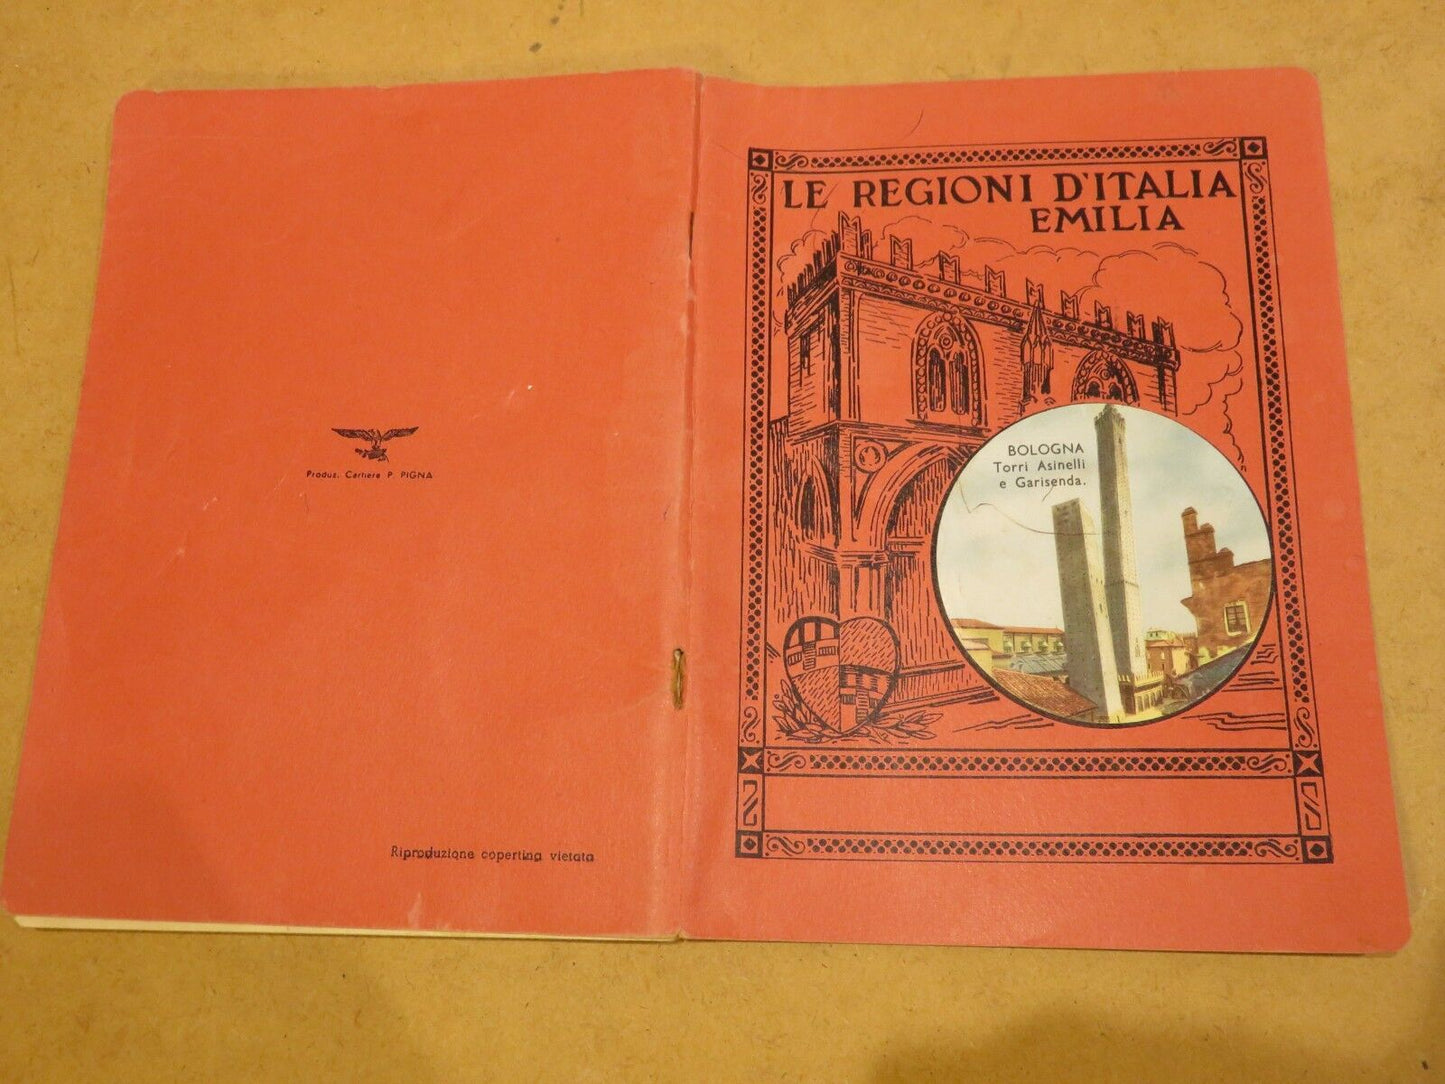 Produz. Cartiere P. PIGNA
Riproduzione copertina vietata
LE REGIONI D'ITALIA
EMILIA
BOLOGNA
Torri Asinelli
e Garisenda.